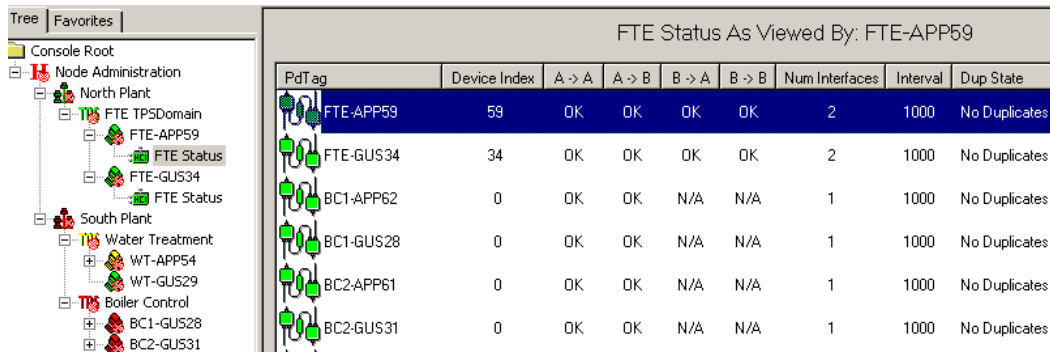 Tree Favorites
Console Root
Node Administration
North Plant
TPS FTE TPSDomain
FTE-APP59
FTE Status
FTE-GUS34
FTE Status
South Plant
TPS Water Treatment
WT-APP54
WT-GUS29
TPS Boiler Control
BC1-GUS28
BC2-GUS31
FTE Status As Viewed By: FTE-APP59
PdTag Device Index A -> A A -> B B -> A B -> B Num Interfaces Interval Dup State
FTE-APP59 59 OK OK OK OK 2 1000 No Duplicates
FTE-GUS34 34 OK OK OK OK 2 1000 No Duplicates
BC1-APP62 0 OK OK N/A N/A 1 1000 No Duplicates
BC1-GUS28 0 OK OK N/A N/A 1 1000 No Duplicates
BC2-APP61 0 OK OK N/A N/A 1 1000 No Duplicates
BC2-GUS31 0 OK OK N/A N/A 1 1000 No Duplicates